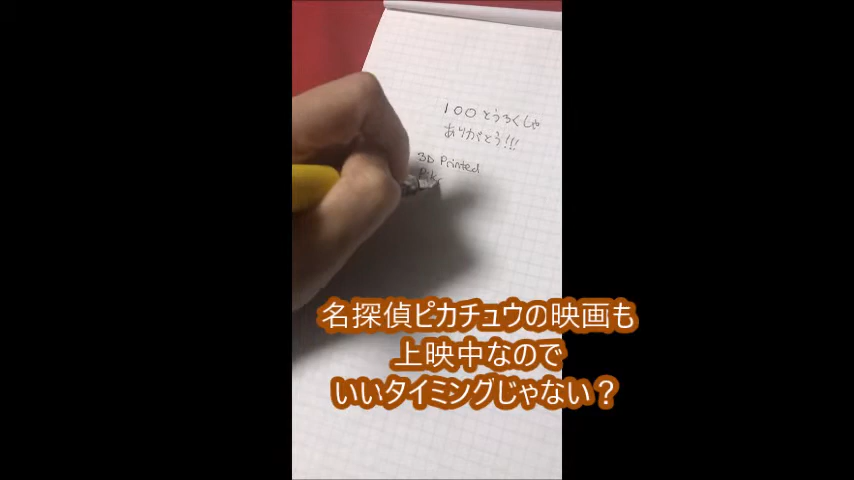 100とうろくしゃ
ありがとう!!!
3D Printed
名探偵ピカチュウの映画も
上映中なので
いいタイミングじゃない？